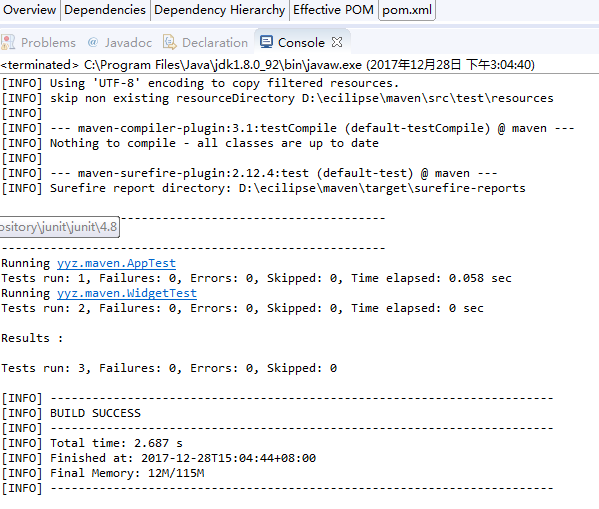 Overview Dependencies Dependency Hierarchy Effective POM pom.xml
Problems @ Javadoc Declaration Console
<terminated> C:\Program Files\Java\jdk1.8.0_92\bin\javaw.exe (2017年12月28日 下午3:04:40)
[INFO] Using 'UTF-8' encoding to copy filtered resources.
[INFO] skip non existing resourceDirectory D:\ecilipse\maven\src\test\resources
[INFO]
[INFO] --- maven-compiler-plugin:3.1:testCompile (default-testCompile) @ maven ---
[INFO] Nothing to compile - all classes are up to date
[INFO]
[INFO] --- maven-surefire-plugin:2.12.4:test (default-test) @ maven ---
[INFO] Surefire report directory: D:\ecilipse\maven\target\surefire-reports
-------------------------------------------------------
ository\junit\junit\4.8
-------------------------------------------------------
Running yyz.maven.AppTest
Tests run: 1, Failures: 0, Errors: 0, Skipped: 0, Time elapsed: 0.058 sec
Running yyz.maven.WidgetTest
Tests run: 2, Failures: 0, Errors: 0, Skipped: 0, Time elapsed: 0 sec
Results :
Tests run: 3, Failures: 0, Errors: 0, Skipped: 0
[INFO] ------------------------------------------------------------------------
[INFO] BUILD SUCCESS
[INFO] ------------------------------------------------------------------------
[INFO] Total time: 2.687 s
[INFO] Finished at: 2017-12-28T15:04:44+08:00
[INFO] Final Memory: 12M/115M
[INFO] ------------------------------------------------------------------------